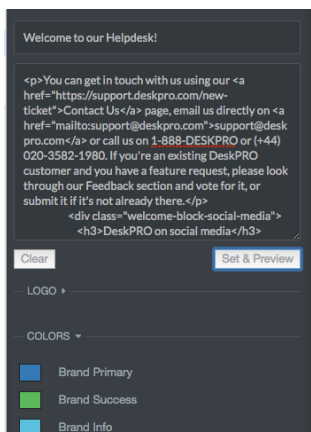 Welcome to our Helpdesk!
<p>You can get in touch with us using our <a
href="https://support.deskpro.com/new-
ticket">Contact Us</a> page, email us directly on <a
href="mailto:support@deskpro.com">support@desk
pro.com</a> or call us on 1-888-DESKPRO or (+44)
020-3582-1980. If you're an existing DeskPRO
customer and you have a feature request, please look
through our Feedback section and vote for it, or
submit it if it's not already there.</p>
<div class="welcome-block-social-media">
<h3>DeskPRO on social media</h3>
Clear Set & Preview
LOGO
COLORS
Brand Primary
Brand Success
Brand Info